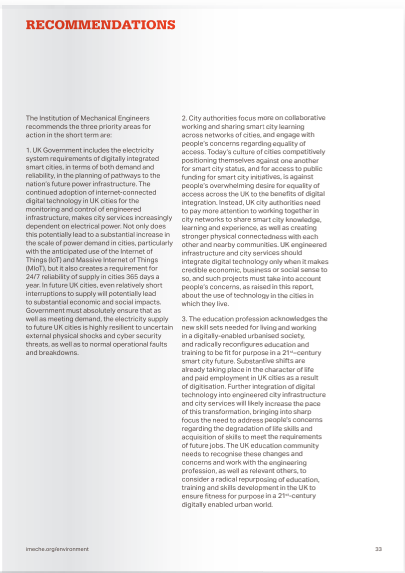 RECOMMENDATIONS
The Institution of Mechanical Engineers
recommends the three priority areas for
action in the short term are:
1. UK Government includes the electricity
system requirements of digitally integrated
smart cities, in terms of both demand and
reliability, in the planning of pathways to the
nation's future power infrastructure. The
continued adoption of internet-connected
digital technology in UK cities for the
monitoring and control of engineered
infrastructure, makes city services increasingly
dependent on electrical power. Not only does
this potentially lead to a substantial increase in
the scale of power demand in cities, particularly
with the anticipated use of the Internet of
Things (IoT) and Massive Internet of Things
(MIoT), but it also creates a requirement for
24/7 reliability of supply in cities 365 days a
year. In future UK cities, even relatively short
interruptions to supply will potentially lead
to substantial economic and social impacts.
Government must absolutely ensure that as
well as meeting demand, the electricity supply
to future UK cities is highly resilient to uncertain
external physical shocks and cyber security
threats, as well as to normal operational faults
and breakdowns.
2. City authorities focus more on collaborative
working and sharing smart city learning
across networks of cities, and engage with
people's concerns regarding equality of
access. Today's culture of cities competitively
positioning themselves against one another
for smart city status, and for access to public
funding for smart city initiatives, is against
people's overwhelming desire for equality of
access across the UK to the benefits of digital
integration. Instead, UK city authorities need
to pay more attention to working together in
city networks to share smart city knowledge,
learning and experience, as well as creating
stronger physical connectedness with each
other and nearby communities. UK engineered
infrastructure and city services should
integrate digital technology only when it makes
credible economic, business or social sense to
so, and such projects must take into account
people's concerns, as raised in this report,
about the use of technology in the cities in
which they live.
3. The education profession acknowledges the
new skill sets needed for living and working
in a digitally-enabled urbanised society,
and radically reconfigures education and
training to be fit for purpose in a 21st-century
smart city future. Substantive shifts are
already taking place in the character of life
and paid employment in UK cities as a result
of digitisation. Further integration of digital
technology into engineered city infrastructure
and city services will likely increase the pace
of this transformation, bringing into sharp
focus the need to address people's concerns
regarding the degradation of life skills and
acquisition of skills to meet the requirements
of future jobs. The UK education community
needs to recognise these changes and
concerns and work with the engineering
profession, as well as relevant others, to
consider a radical repurposing of education,
training and skills development in the UK to
ensure fitness for purpose in a 21st-century
digitally enabled urban world.
imeche.org/environment
33